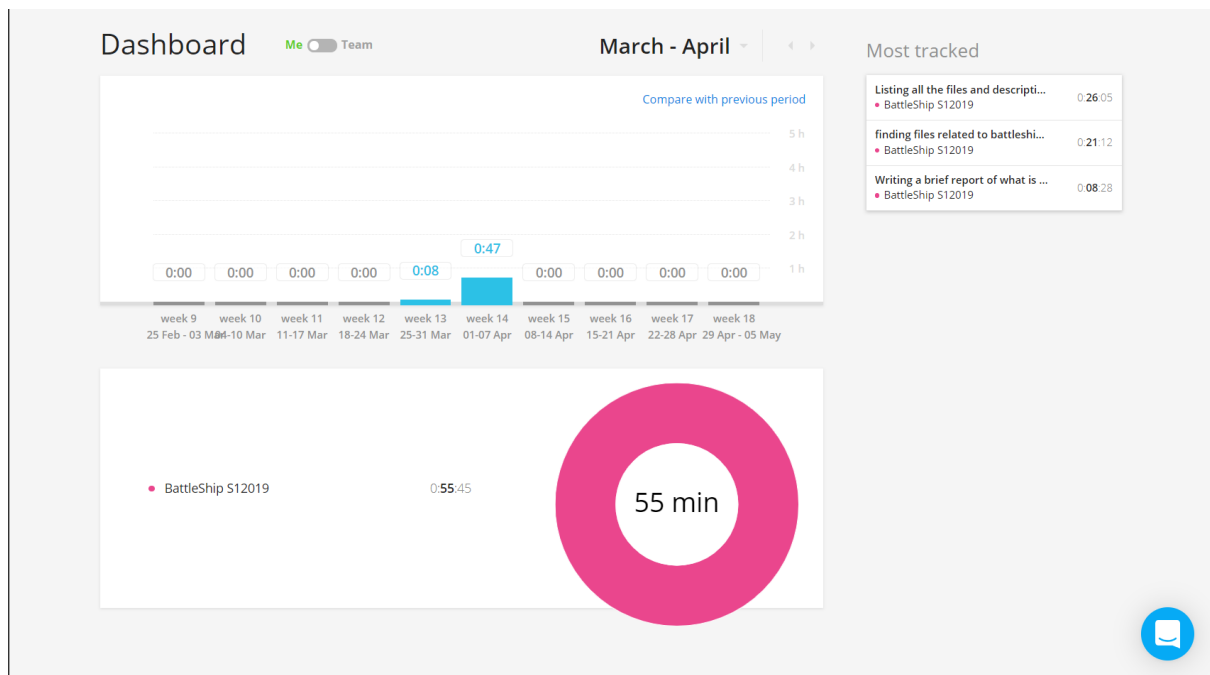 Dashboard
Me Team
March - April
Compare with previous period
5 h
4 h
3 h
2 h
1 h
0:00 0:00 0:00 0:00 0:08 0:47 0:00 0:00 0:00 0:00
week 9 week 10 week 11 week 12 week 13 week 14 week 15 week 16 week 17 week 18
25 Feb - 03 Mar 04-10 Mar 11-17 Mar 18-24 Mar 25-31 Mar 01-07 Apr 08-14 Apr 15-21 Apr 22-28 Apr 29 Apr - 05 May
BattleShip S12019 0:55:45
55 min
Most tracked
Listing all the files and descripti... 0:26:05
BattleShip S12019
finding files related to battleshi... 0:21:12
BattleShip S12019
Writing a brief report of what is ... 0:08:28
BattleShip S12019